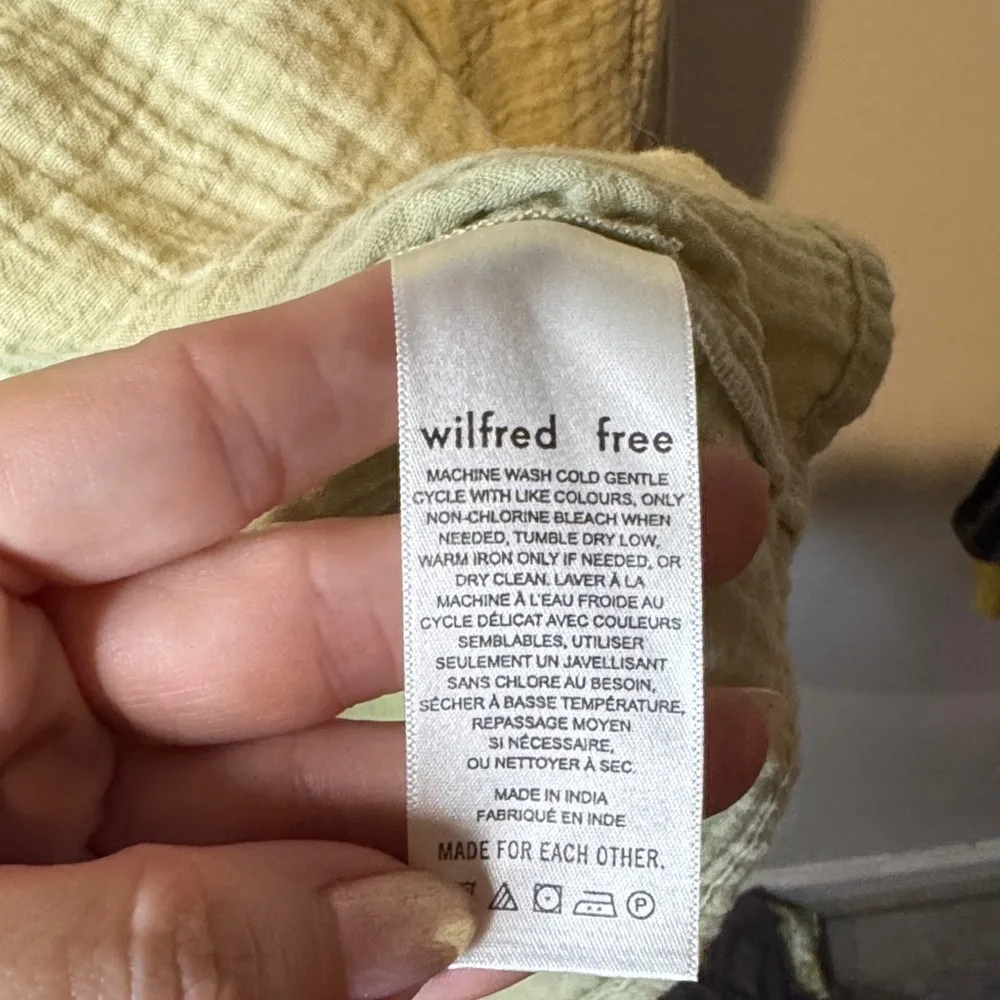 wilfred free
MACHINE WASH COLD GENTLE
CYCLE WITH LIKE COLOURS, ONLY
NON-CHLORINE BLEACH WHEN
NEEDED, TUMBLE DRY LOW,
WARM IRON ONLY IF NEEDED, OR
DRY CLEAN. LAVER À LA
MACHINE À L'EAU FROIDE AU
CYCLE DÉLICAT AVEC COULEURS
SEMBLABLES, UTILISER
SEULEMENT UN JAVELLISANT
SANS CHLORE AU BESOIN,
SÉCHER À BASSE TEMPÉRATURE,
REPASSAGE MOYEN
SI NÉCESSAIRE,
OU NETTOYER À SEC.
MADE IN INDIA
FABRIQUÉ EN INDE
MADE FOR EACH OTHER.
P